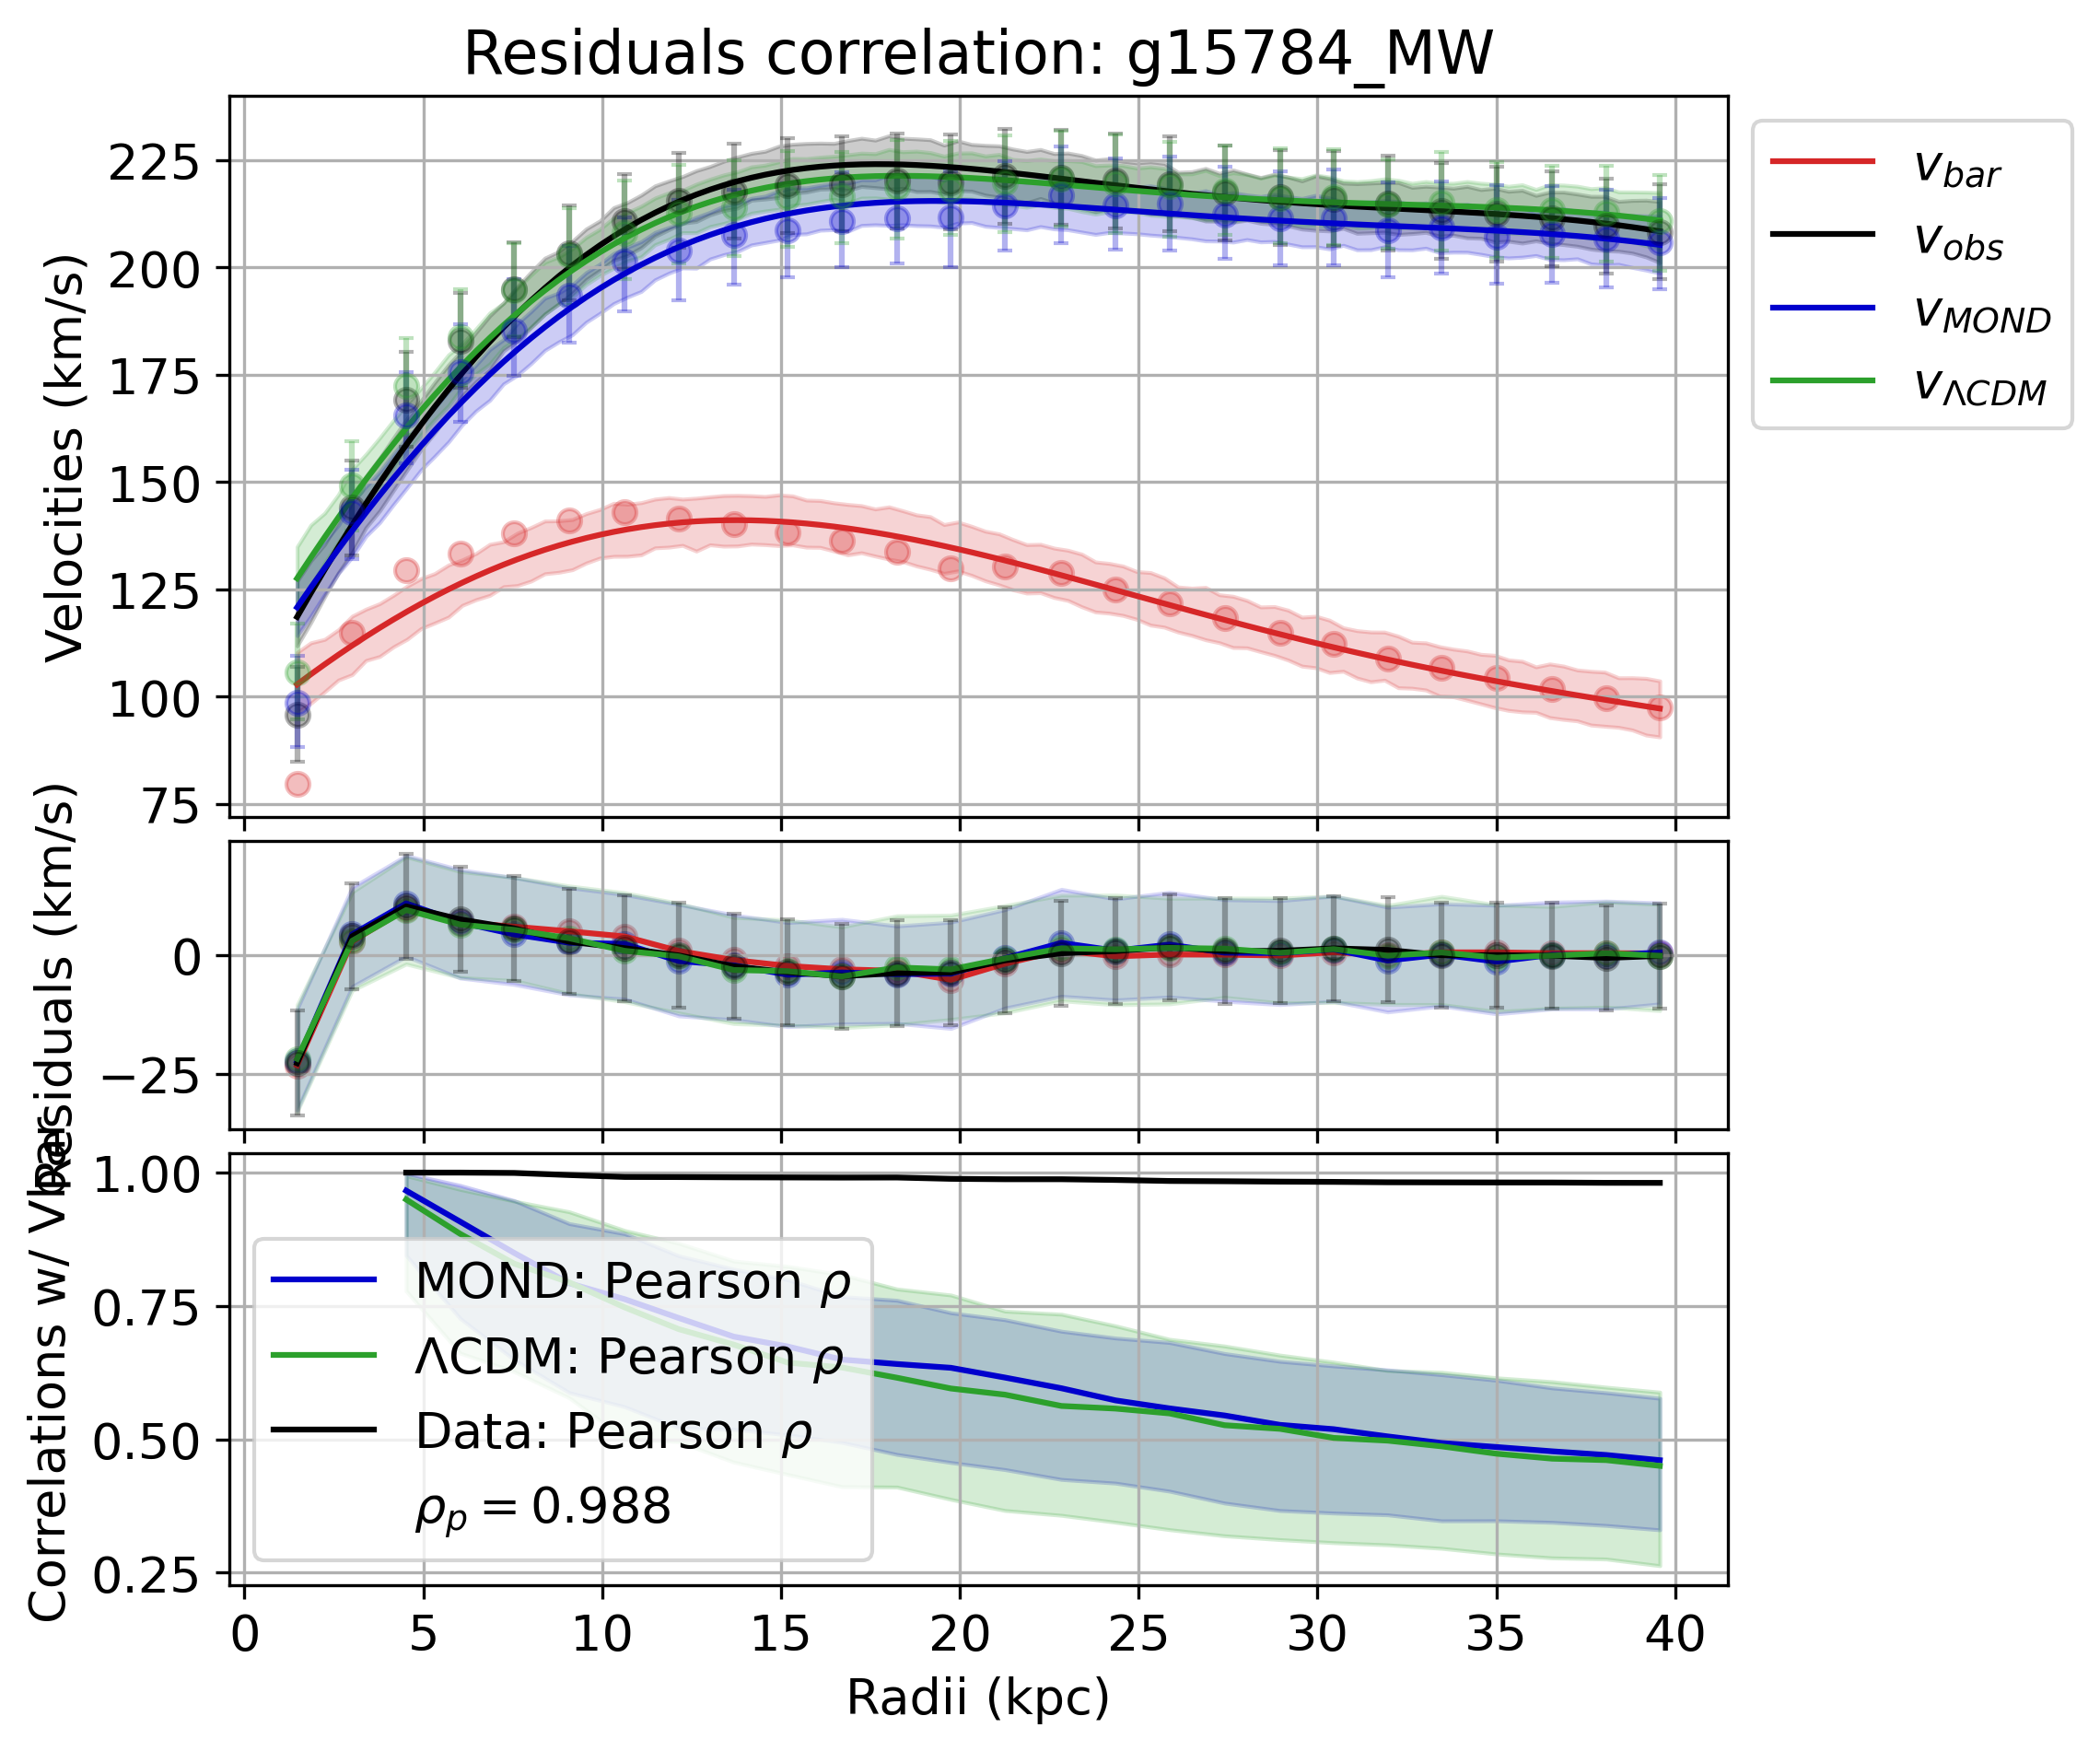 Residuals correlation: g15784_MW
Velocities (km/s)
225
200
175
150
125
100
75
v_bar
v_obs
v_MOND
v_ΛCDM
Residuals (km/s)
0
−25
Correlations w/ Vbar
1.00
0.75
0.50
0.25
MOND: Pearson ρ
ΛCDM: Pearson ρ
Data: Pearson ρ
ρ_p = 0.988
0 5 10 15 20 25 30 35 40
Radii (kpc)